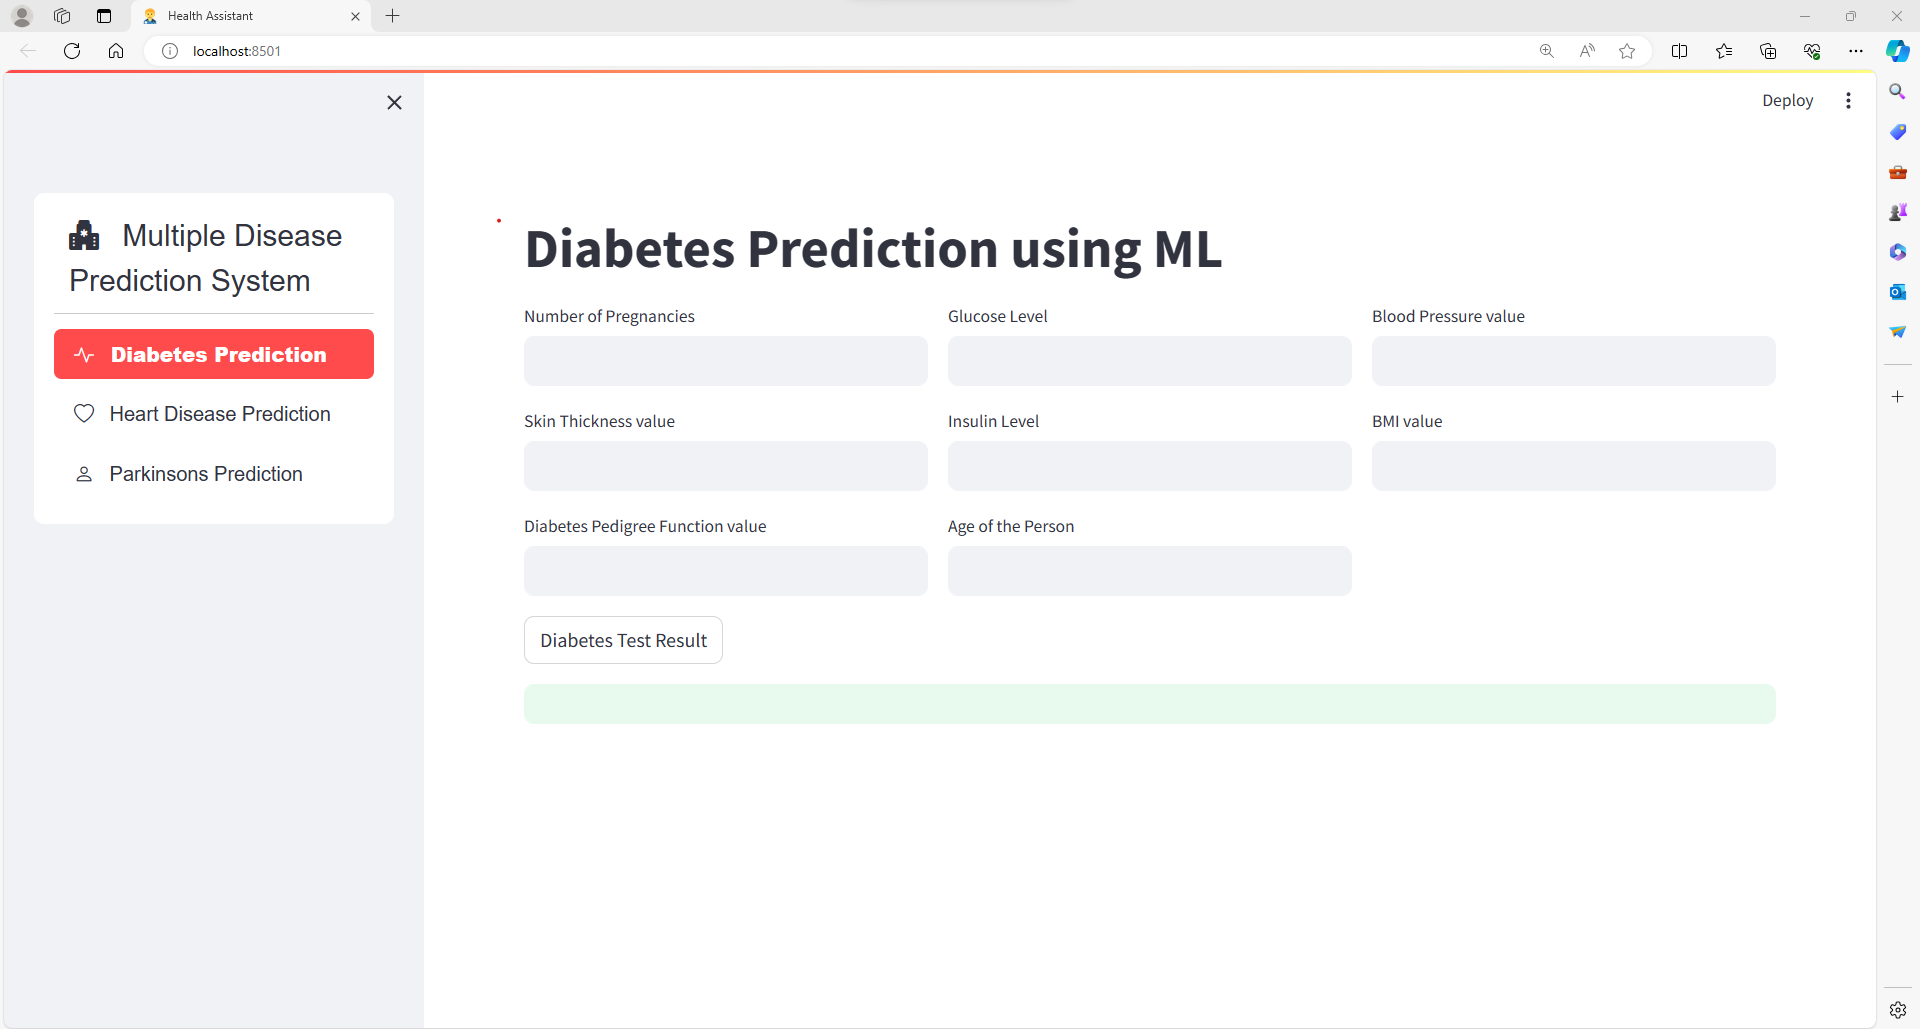 Health Assistant
localhost:8501
Deploy
Multiple Disease
Prediction System
Diabetes Prediction
Heart Disease Prediction
Parkinsons Prediction
Diabetes Prediction using ML
Number of Pregnancies
Glucose Level
Blood Pressure value
Skin Thickness value
Insulin Level
BMI value
Diabetes Pedigree Function value
Age of the Person
Diabetes Test Result